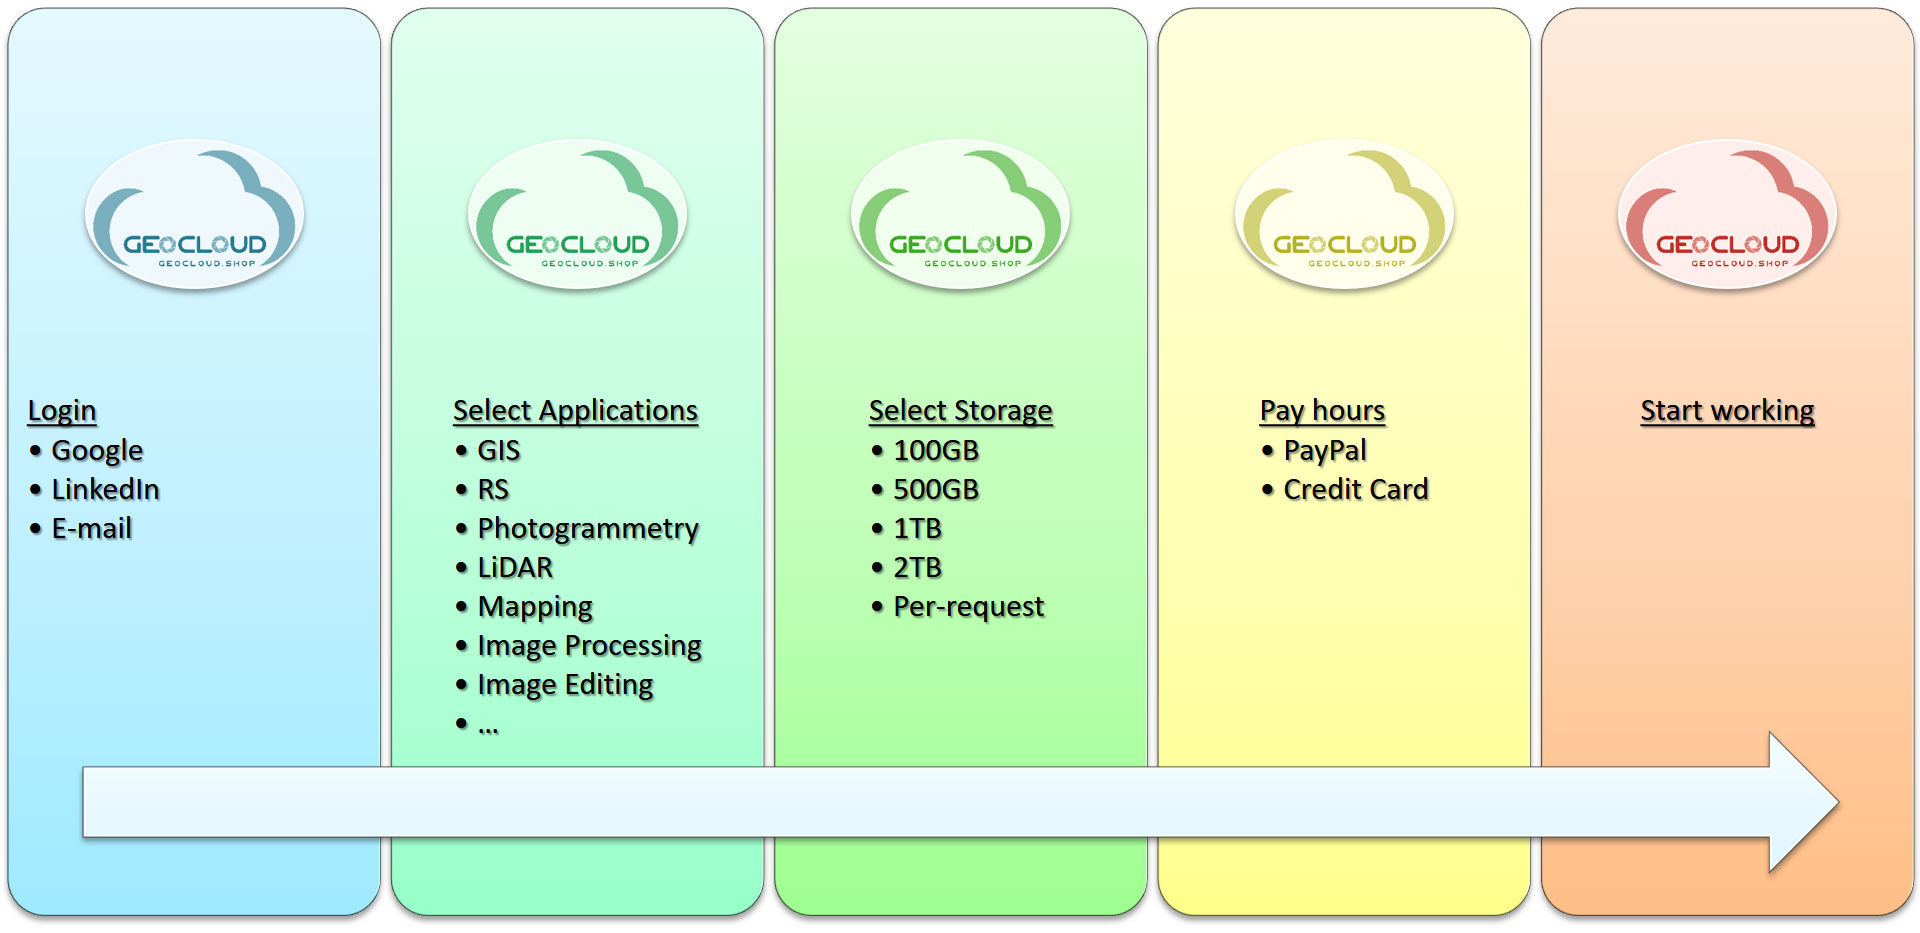 GEOCLOUD
GEOCLOUD.SHOP
Login
• Google
• LinkedIn
• E-mail
GEOCLOUD
GEOCLOUD.SHOP
Select Applications
• GIS
• RS
• Photogrammetry
• LiDAR
• Mapping
• Image Processing
• Image Editing
• ...
GEOCLOUD
GEOCLOUD.SHOP
Select Storage
• 100GB
• 500GB
• 1TB
• 2TB
• Per-request
GEOCLOUD
GEOCLOUD.SHOP
Pay hours
• PayPal
• Credit Card
GEOCLOUD
GEOCLOUD.SHOP
Start working